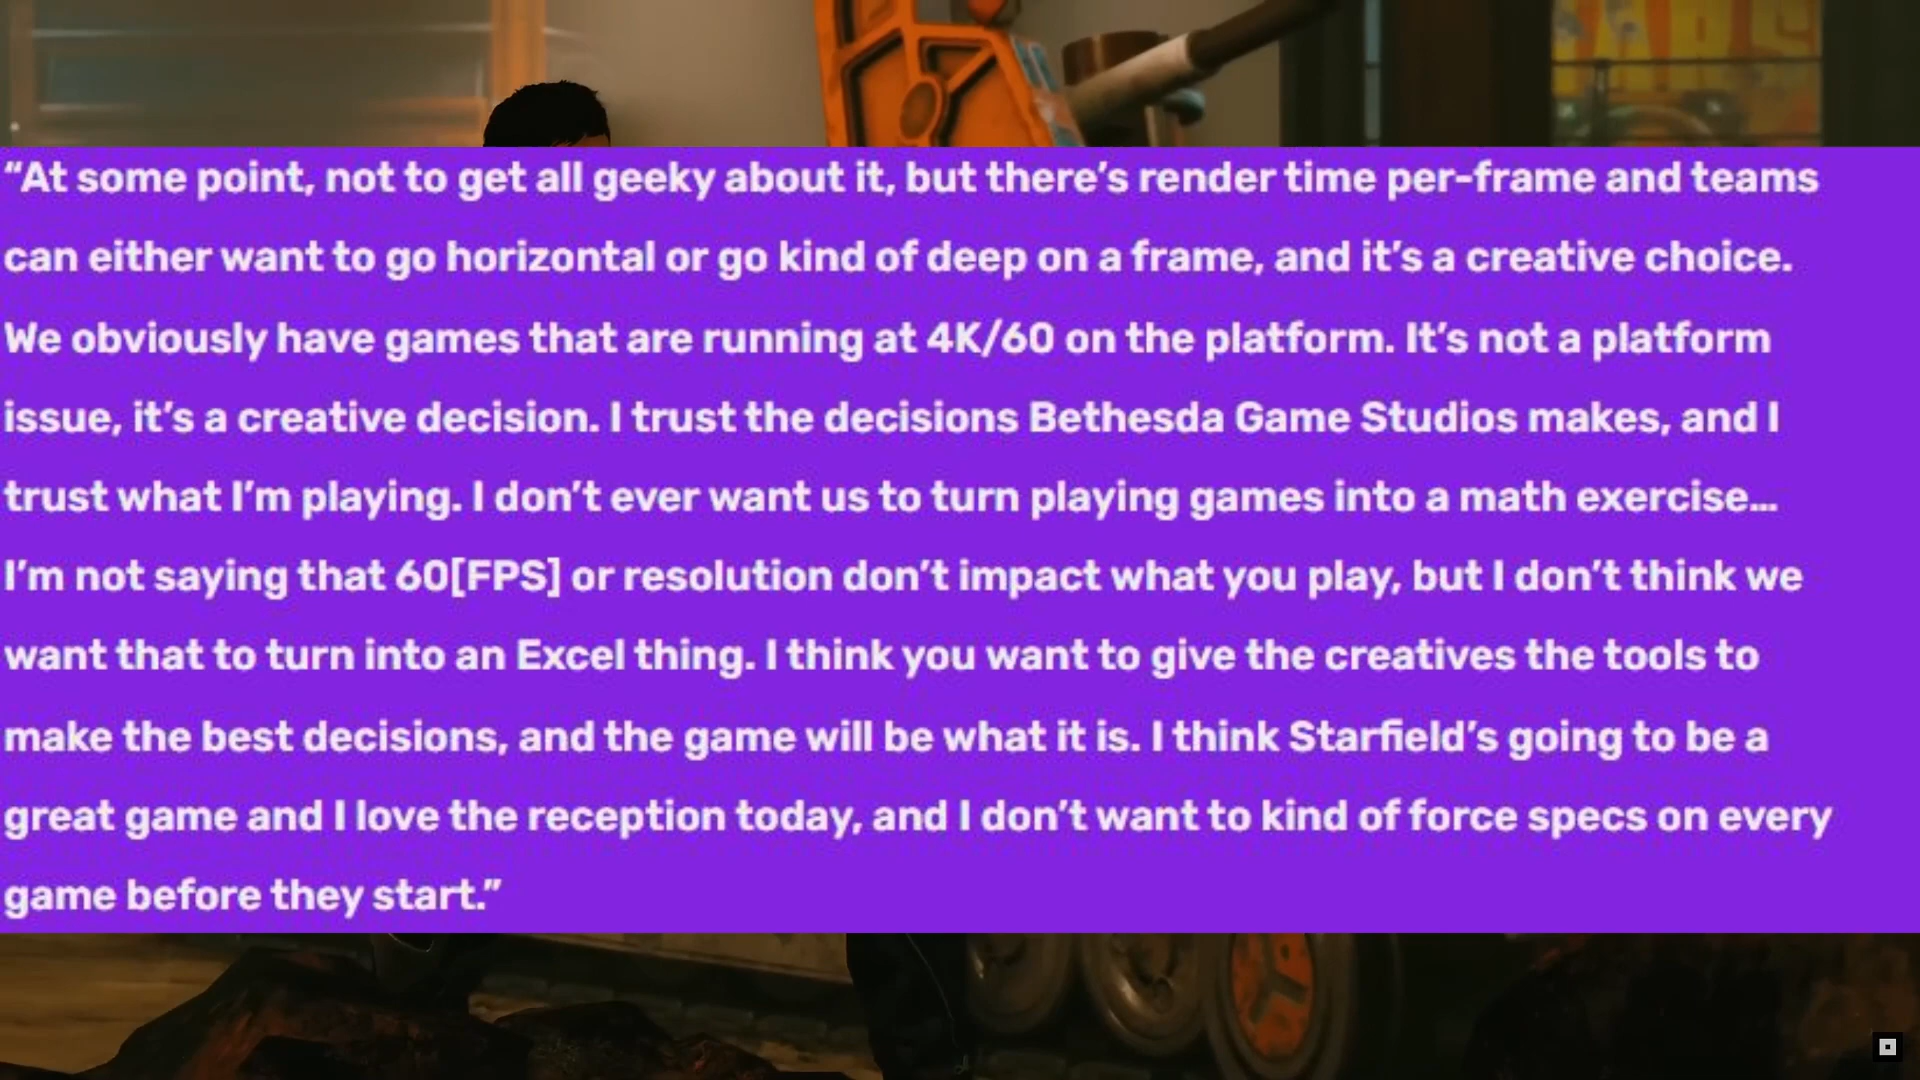 “At some point, not to get all geeky about it, but there’s render time per-frame and teams
can either want to go horizontal or go kind of deep on a frame, and it’s a creative choice.
We obviously have games that are running at 4K/60 on the platform. It’s not a platform
issue, it’s a creative decision. I trust the decisions Bethesda Game Studios makes, and I
trust what I’m playing. I don’t ever want us to turn playing games into a math exercise...
I’m not saying that 60[FPS] or resolution don’t impact what you play, but I don’t think we
want that to turn into an Excel thing. I think you want to give the creatives the tools to
make the best decisions, and the game will be what it is. I think Starfield’s going to be a
great game and I love the reception today, and I don’t want to kind of force specs on every
game before they start.”